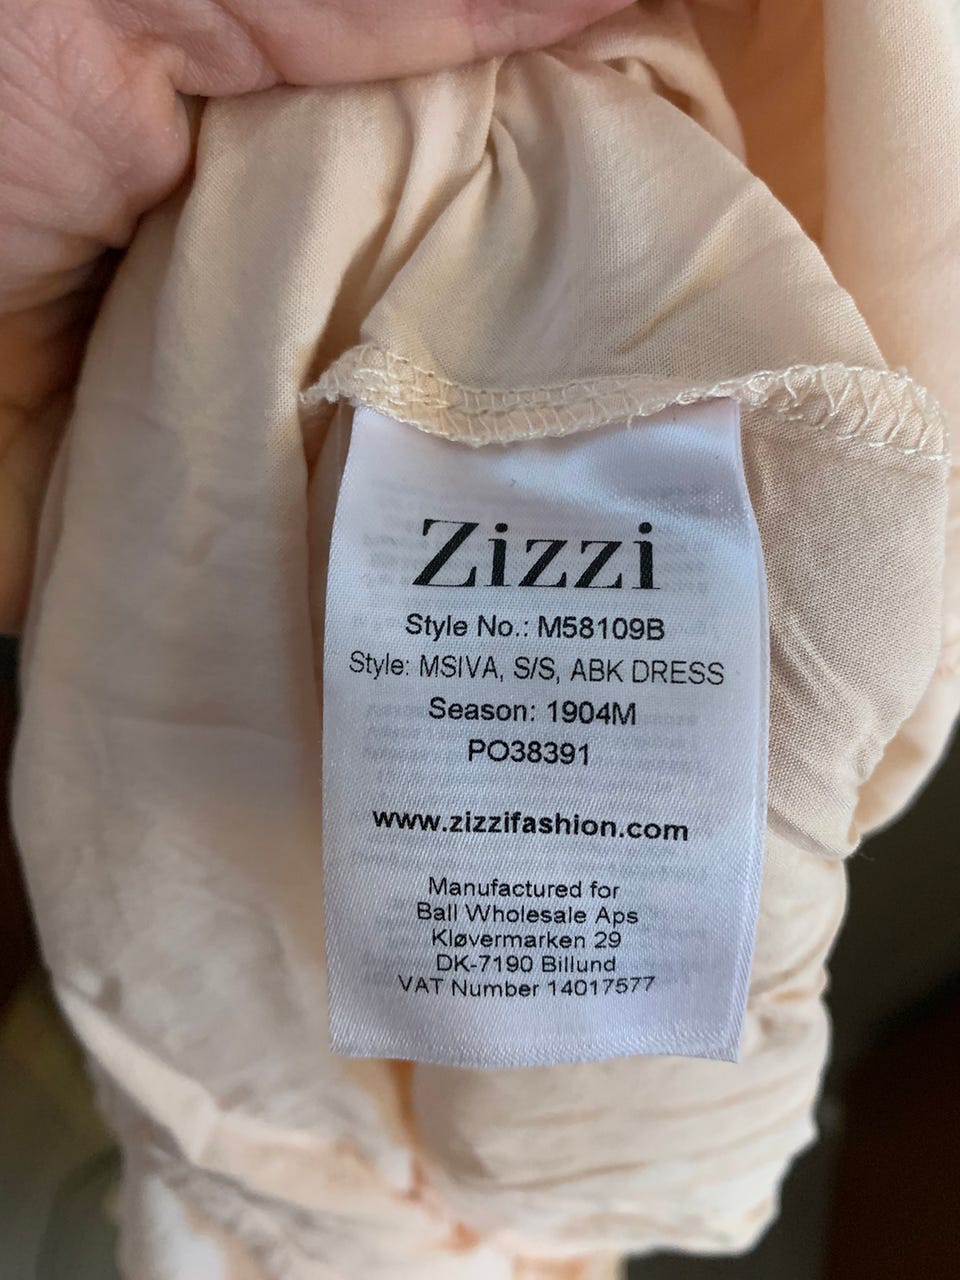 Zizzi
Style No.: M58109B
Style: MSIVA, S/S, ABK DRESS
Season: 1904M
PO38391
www.zizzifashion.com
Manufactured for
Ball Wholesale Aps
Kløvermarken 29
DK-7190 Billund
VAT Number 14017577